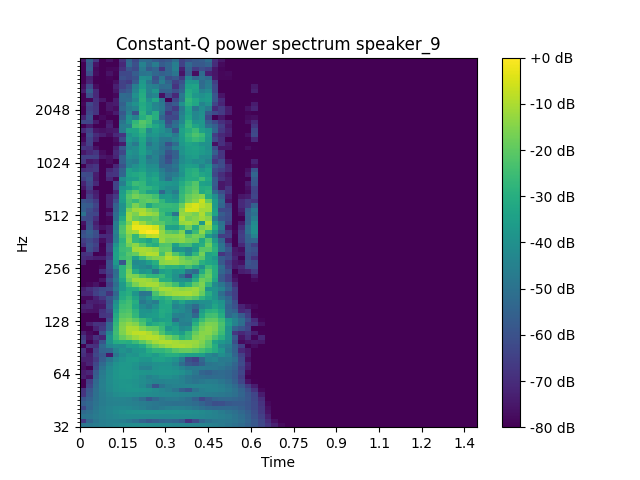 Constant-Q power spectrum speaker_9
Hz
2048
1024
512
256
128
64
32
0 0.15 0.3 0.45 0.6 0.75 0.9 1.1 1.2 1.4
Time
+0 dB
-10 dB
-20 dB
-30 dB
-40 dB
-50 dB
-60 dB
-70 dB
-80 dB